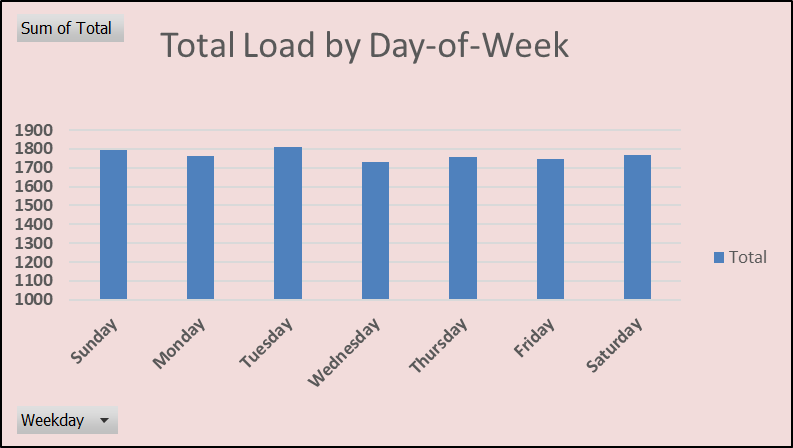 Sum of Total
Total Load by Day-of-Week
1900
1800
1700
1600
1500
1400
1300
1200
1100
1000
Sunday
Monday
Tuesday
Wednesday
Thursday
Friday
Saturday
Total
Weekday